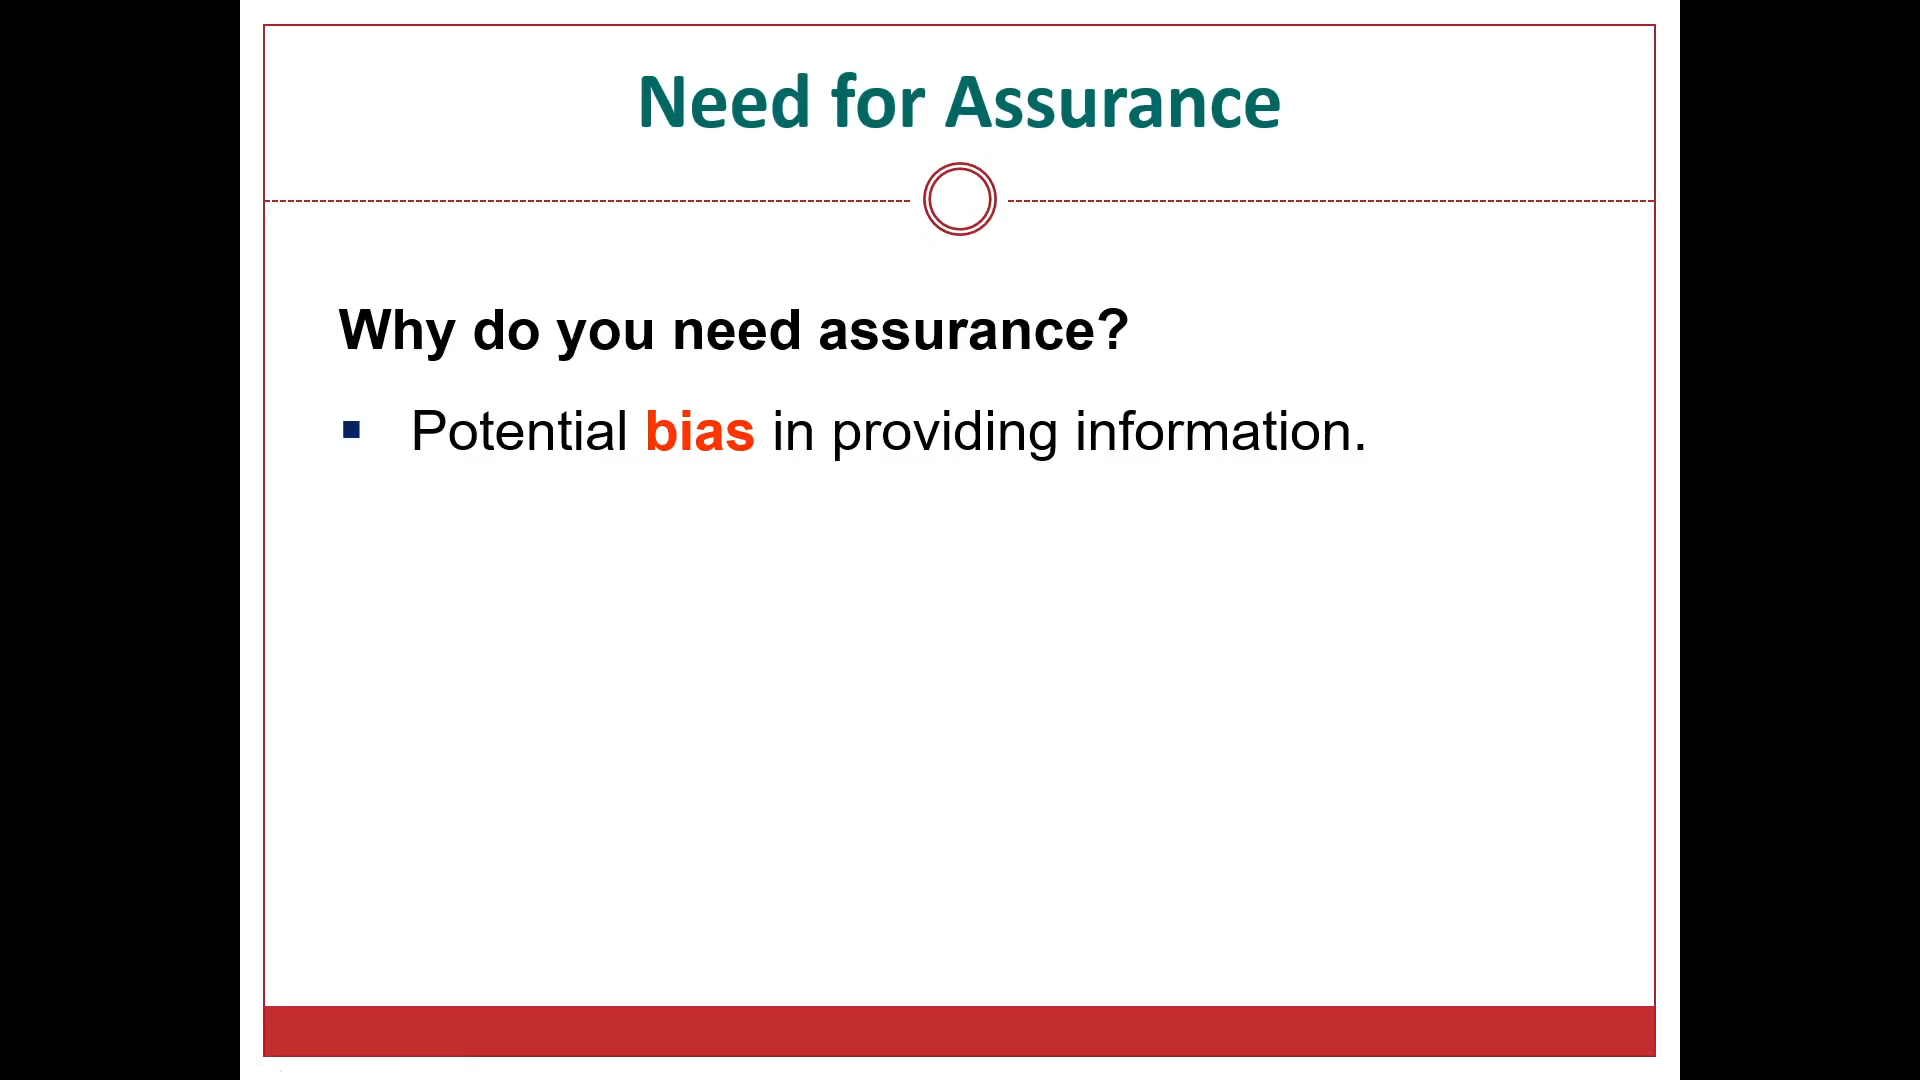 Need for Assurance
Why do you need assurance?
▪ Potential bias in providing information.